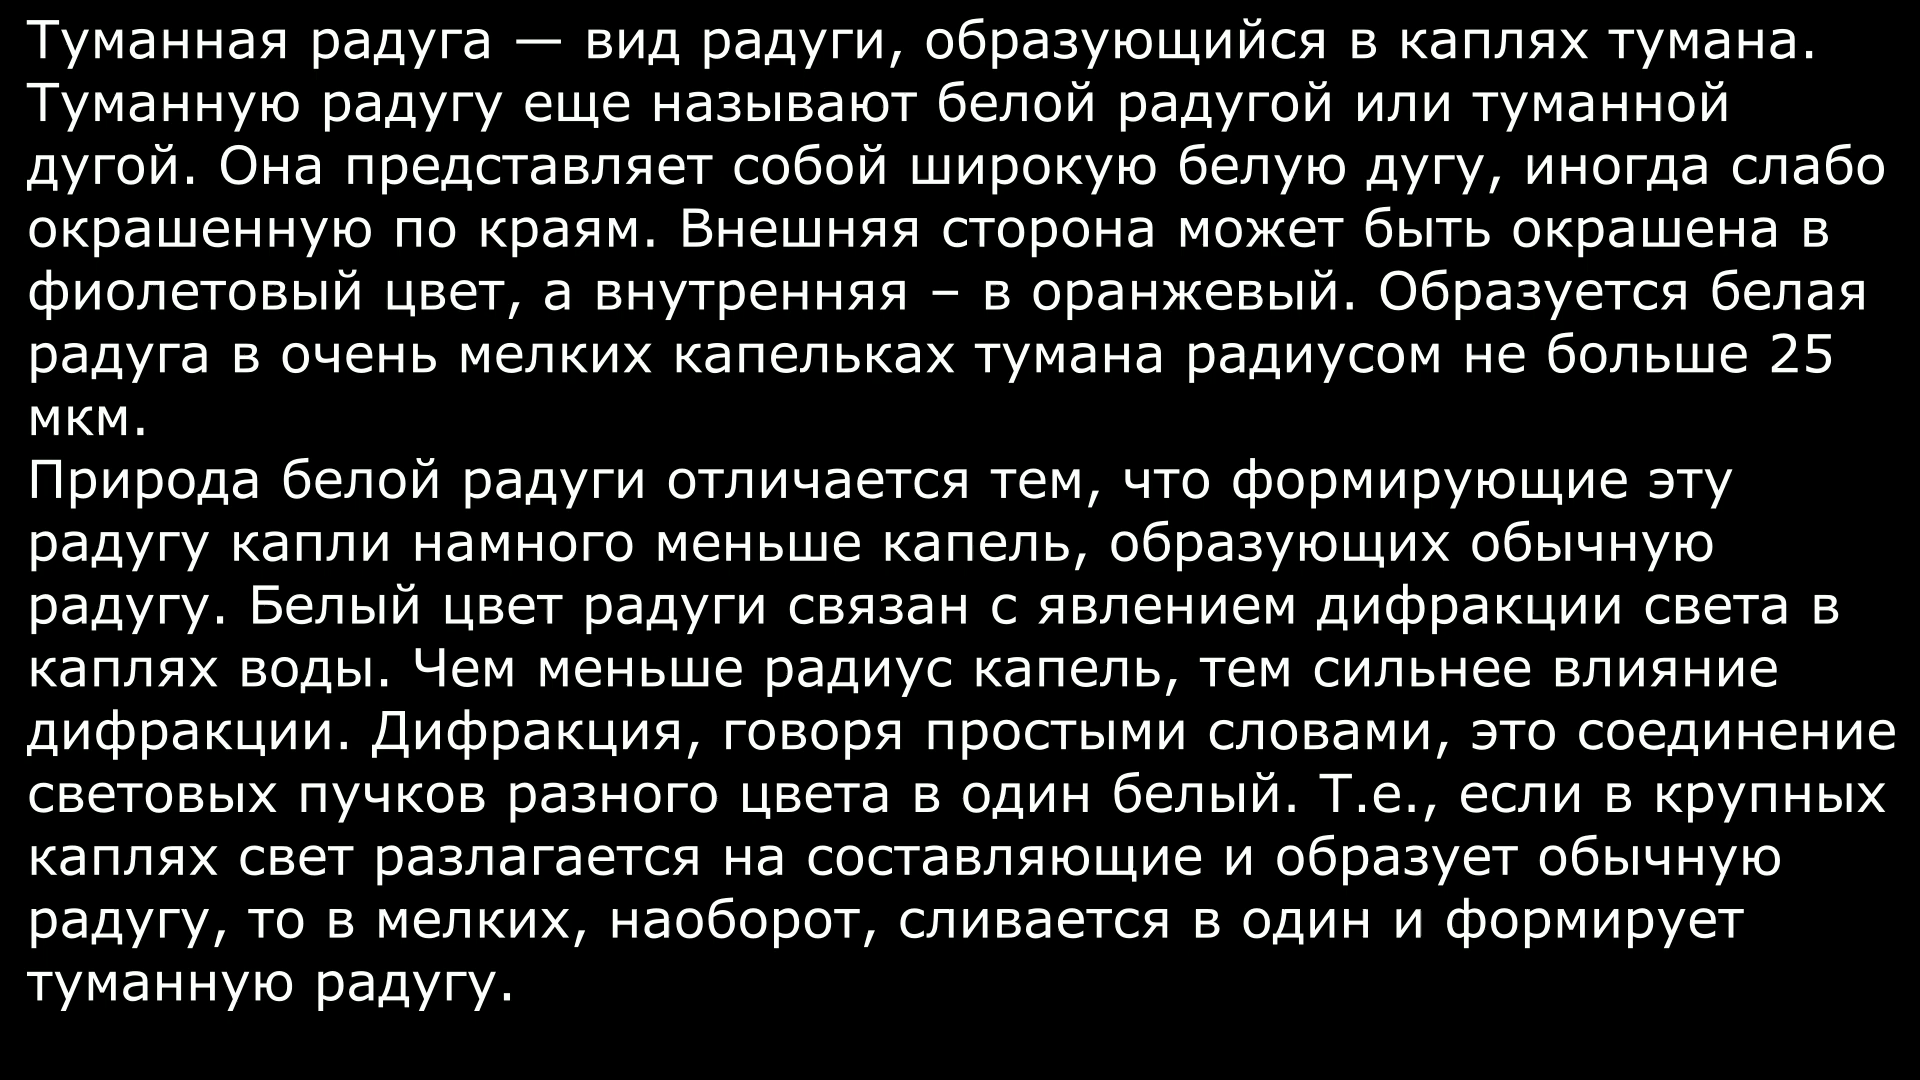 Туманная радуга — вид радуги, образующийся в каплях тумана.
Туманную радугу еще называют белой радугой или туманной
дугой. Она представляет собой широкую белую дугу, иногда слабо
окрашенную по краям. Внешняя сторона может быть окрашена в
фиолетовый цвет, а внутренняя – в оранжевый. Образуется белая
радуга в очень мелких капельках тумана радиусом не больше 25
мкм.
Природа белой радуги отличается тем, что формирующие эту
радугу капли намного меньше капель, образующих обычную
радугу. Белый цвет радуги связан с явлением дифракции света в
каплях воды. Чем меньше радиус капель, тем сильнее влияние
дифракции. Дифракция, говоря простыми словами, это соединение
световых пучков разного цвета в один белый. Т.е., если в крупных
каплях свет разлагается на составляющие и образует обычную
радугу, то в мелких, наоборот, сливается в один и формирует
туманную радугу.